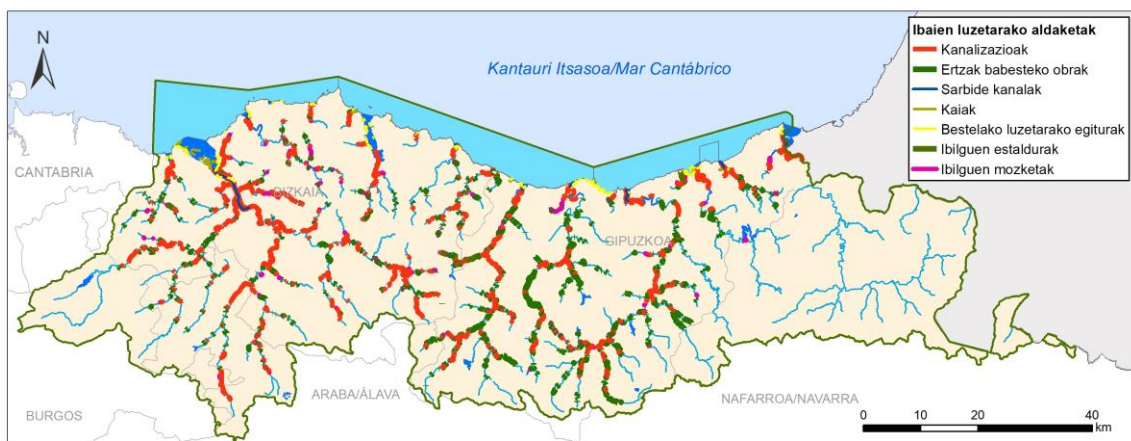 N
Kantauri Itsasoa/Mar Cantábrico
Ibaien luzetarako aldaketak
Kanalizazioak
Ertzak babesteko obrak
Sarbide kanalak
Kaiak
Bestelako luzetarako egiturak
Ibilguen estaldurak
Ibilguen mozketak
CANTABRIA
BIZKAIA
GIPUZKOA
ARABA/ÁLAVA
NAFARROA/NAVARRA
BURGOS
0 10 20 40
km